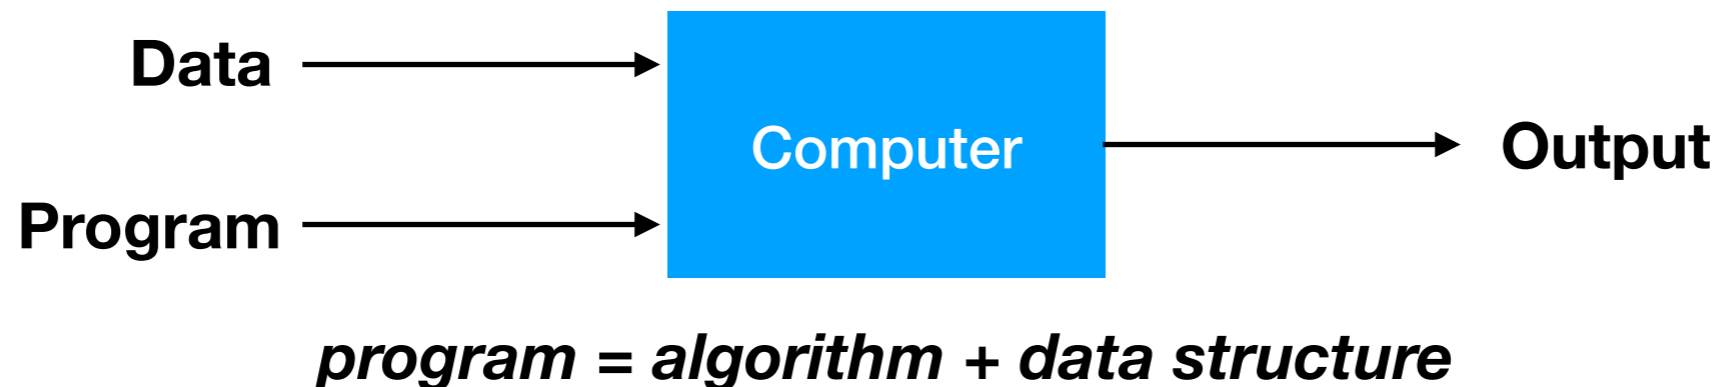 Data
Program
Computer
Output
program = algorithm + data structure